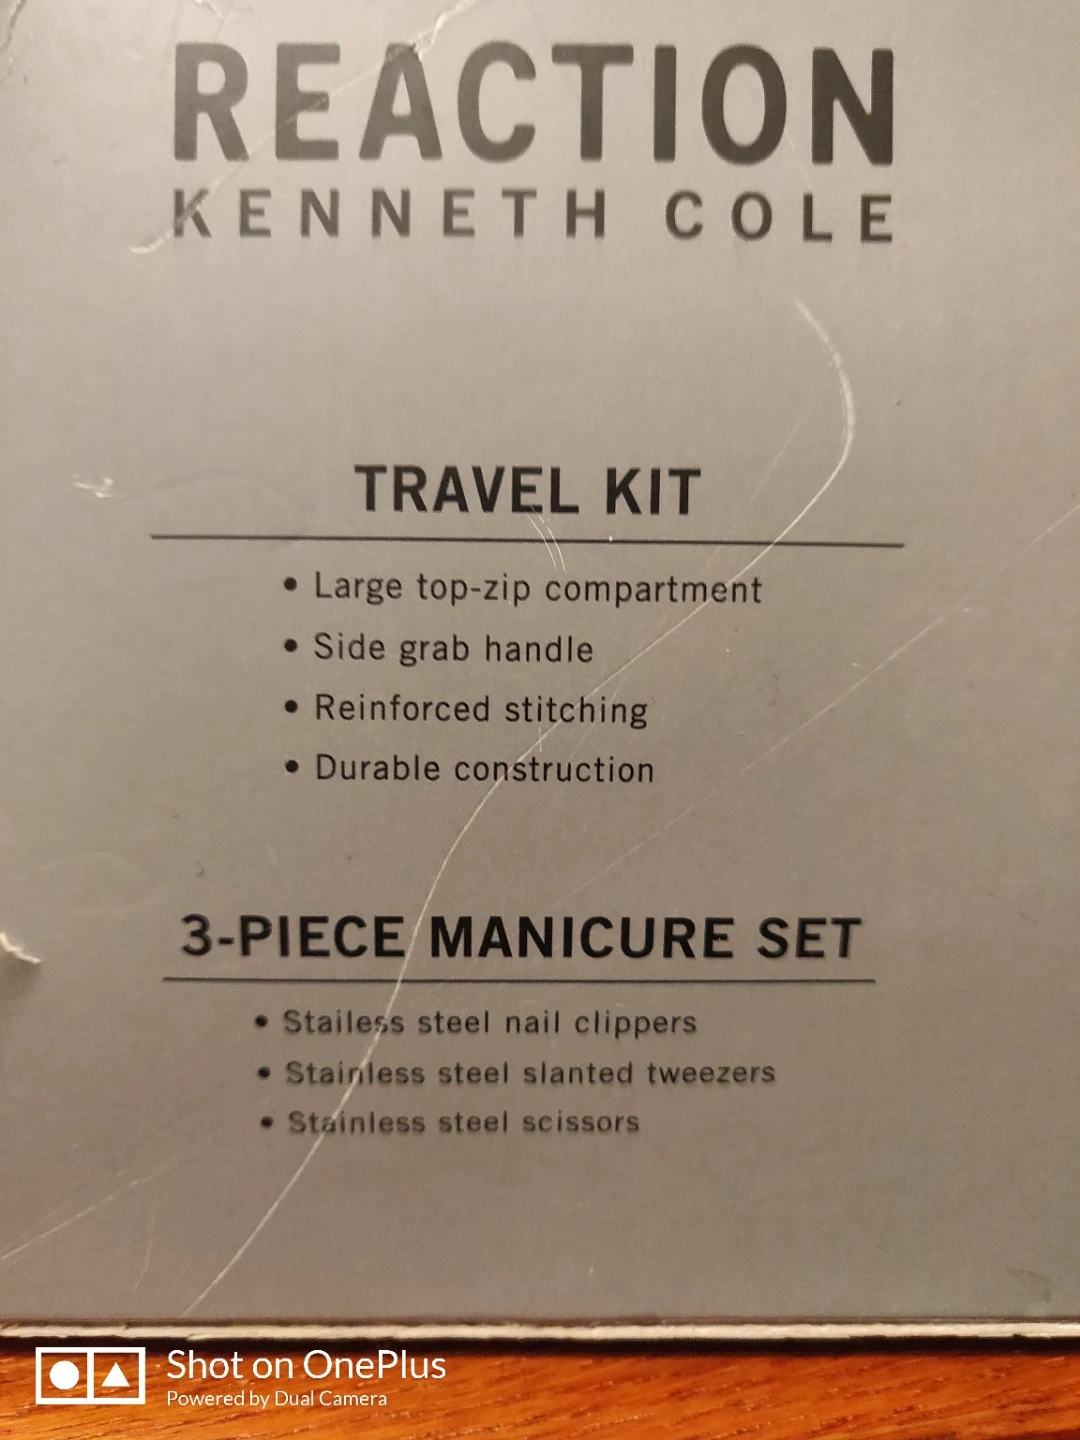 REACTION
KENNETH COLE
TRAVEL KIT
• Large top-zip compartment
• Side grab handle
• Reinforced stitching
• Durable construction
3-PIECE MANICURE SET
• Stailess steel nail clippers
• Stainless steel slanted tweezers
• Stainless steel scissors
Shot on OnePlus
Powered by Dual Camera